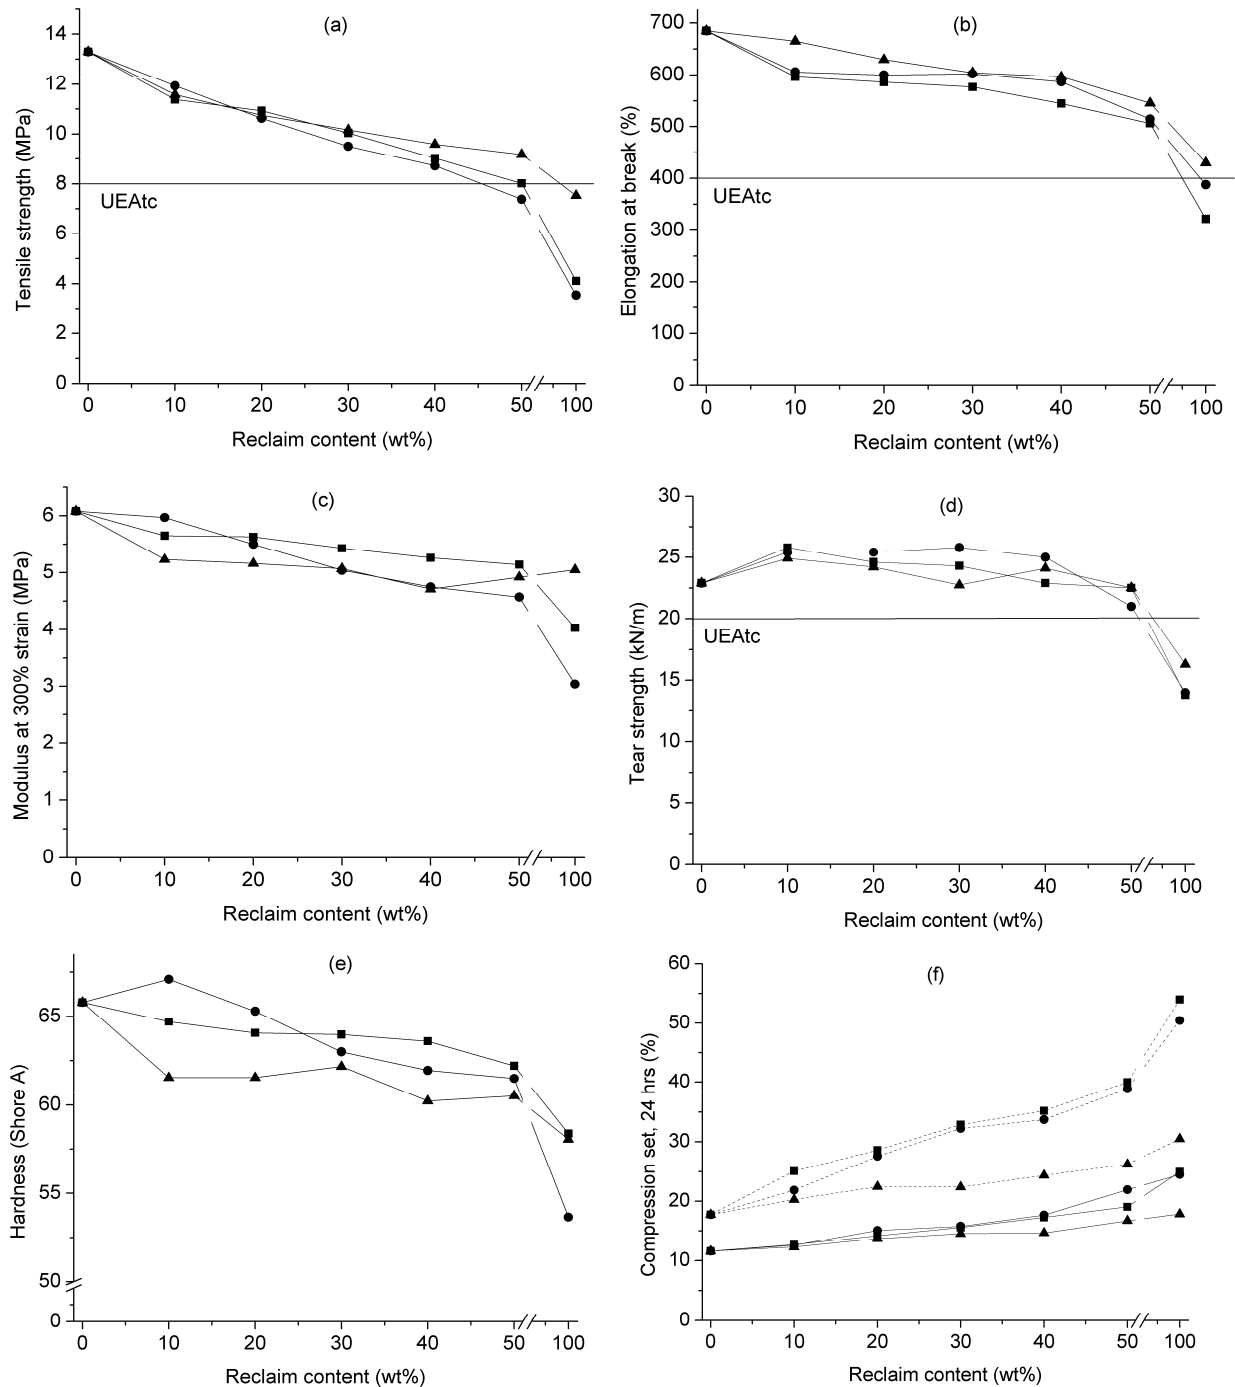 (a)
Tensile strength (MPa)
14
12
10
8
6
4
2
0
UEAtc
0 10 20 30 40 50 100
Reclaim content (wt%)
(b)
Elongation at break (%)
700
600
500
400
300
200
100
0
UEAtc
0 10 20 30 40 50 100
Reclaim content (wt%)
(c)
Modulus at 300% strain (MPa)
6
5
4
3
2
1
0
0 10 20 30 40 50 100
Reclaim content (wt%)
(d)
Tear strength (kN/m)
30
25
20
15
10
5
0
UEAtc
0 10 20 30 40 50 100
Reclaim content (wt%)
(e)
Hardness (Shore A)
65
60
55
50
0
0 10 20 30 40 50 100
Reclaim content (wt%)
(f)
Compression set, 24 hrs (%)
60
50
40
30
20
10
0
0 10 20 30 40 50 100
Reclaim content (wt%)